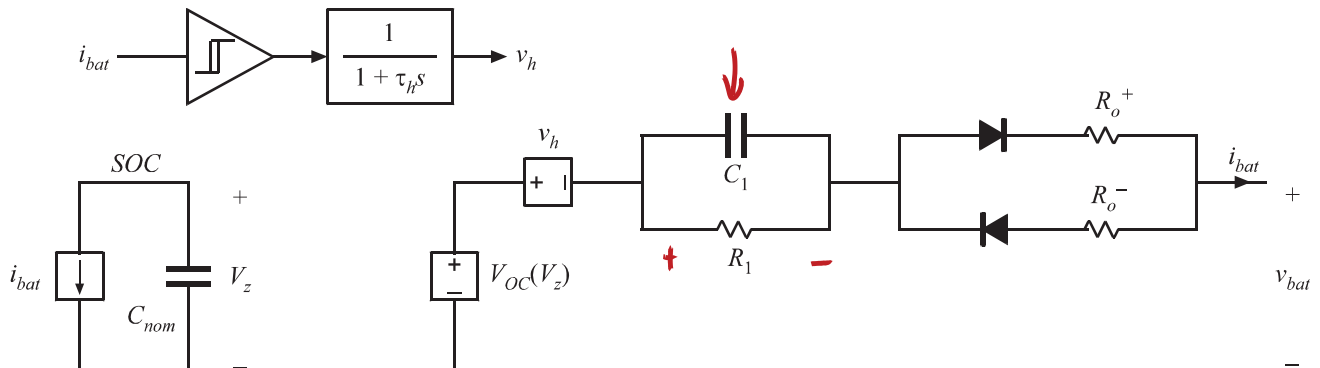 i_bat
1
1 + τ_h s
v_h
SOC
+
i_bat
C_nom
V_z
−
v_h
+ −
+
−
V_OC(V_z)
C_1
+ R_1 −
R_o^+
R_o^−
i_bat
+
v_bat
−